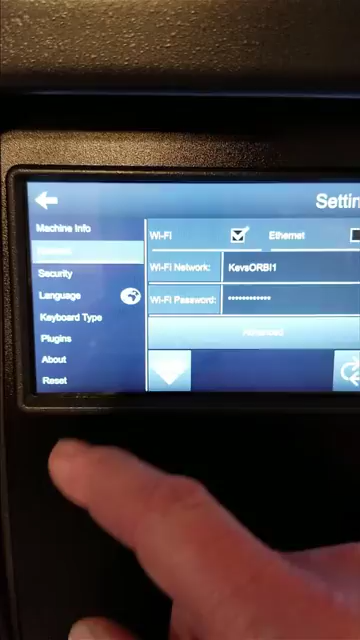 Settin
Machine Info
Wi-Fi
Ethernet
Security
Wi-Fi Network:
KevsORBI1
Language
Wi-Fi Password:
************
Keyboard Type
Plugins
Advanced
About
Reset